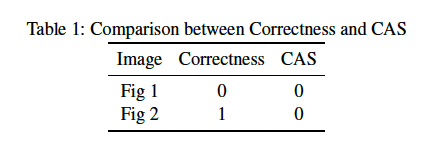 Table 1: Comparison between Correctness and CAS
Image Correctness CAS
Fig 1 0 0
Fig 2 1 0